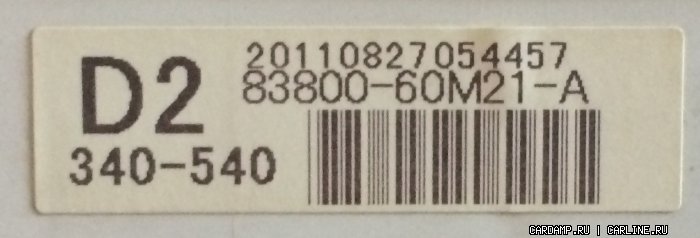 D2
20110827054457
83800-60M21-A
340-540
CARDAMP.RU | CARLINE.RU